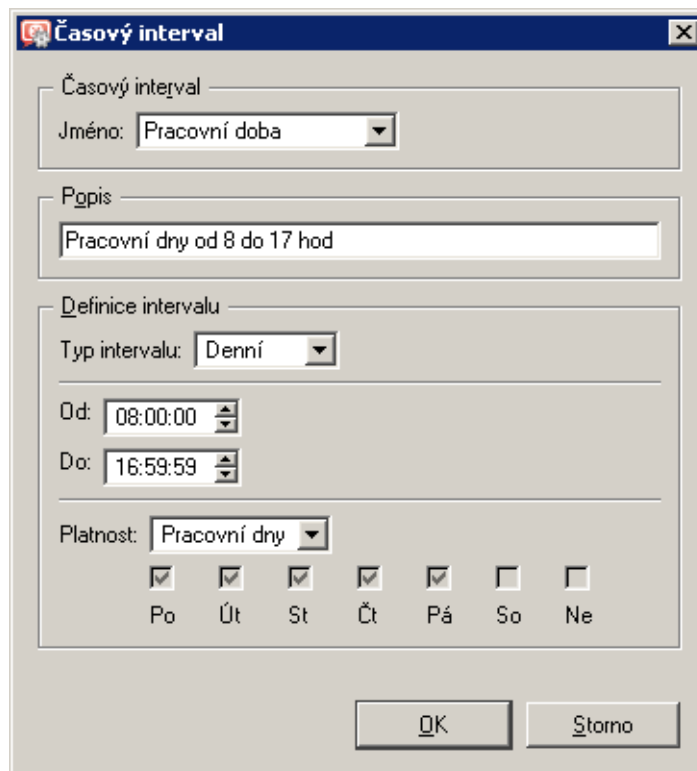 Časový interval
Časový interval
Jméno: Pracovní doba
Popis
Pracovní dny od 8 do 17 hod
Definice intervalu
Typ intervalu: Denní
Od: 08:00:00
Do: 16:59:59
Platnost: Pracovní dny
Po Út St Čt Pá So Ne
OK Storno